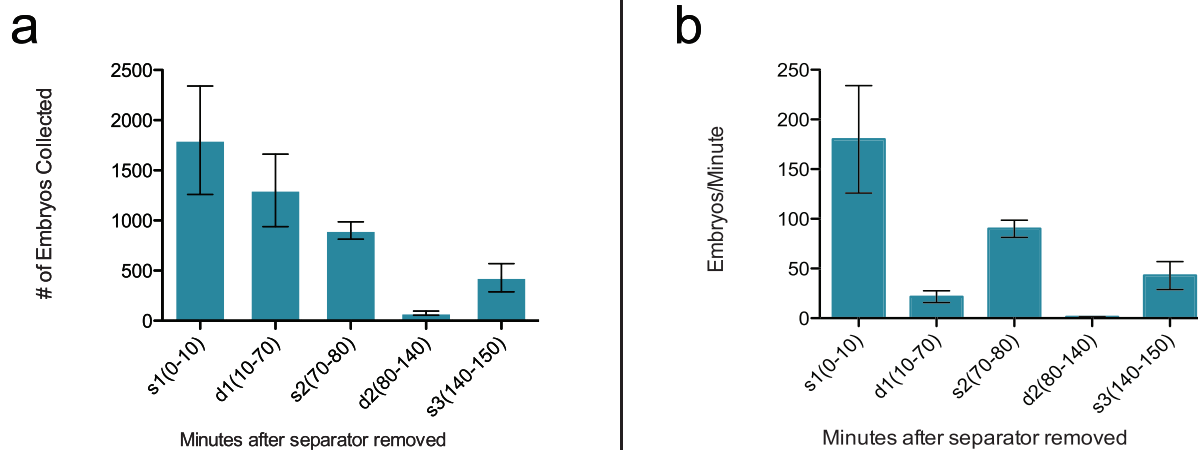 a
# of Embryos Collected
2500
2000
1500
1000
500
0
s1(0-10)
d1(10-70)
s2(70-80)
d2(80-140)
s3(140-150)
Minutes after separator removed
b
Embryos/Minute
250
200
150
100
50
0
s1(0-10)
d1(10-70)
s2(70-80)
d2(80-140)
s3(140-150)
Minutes after separator removed